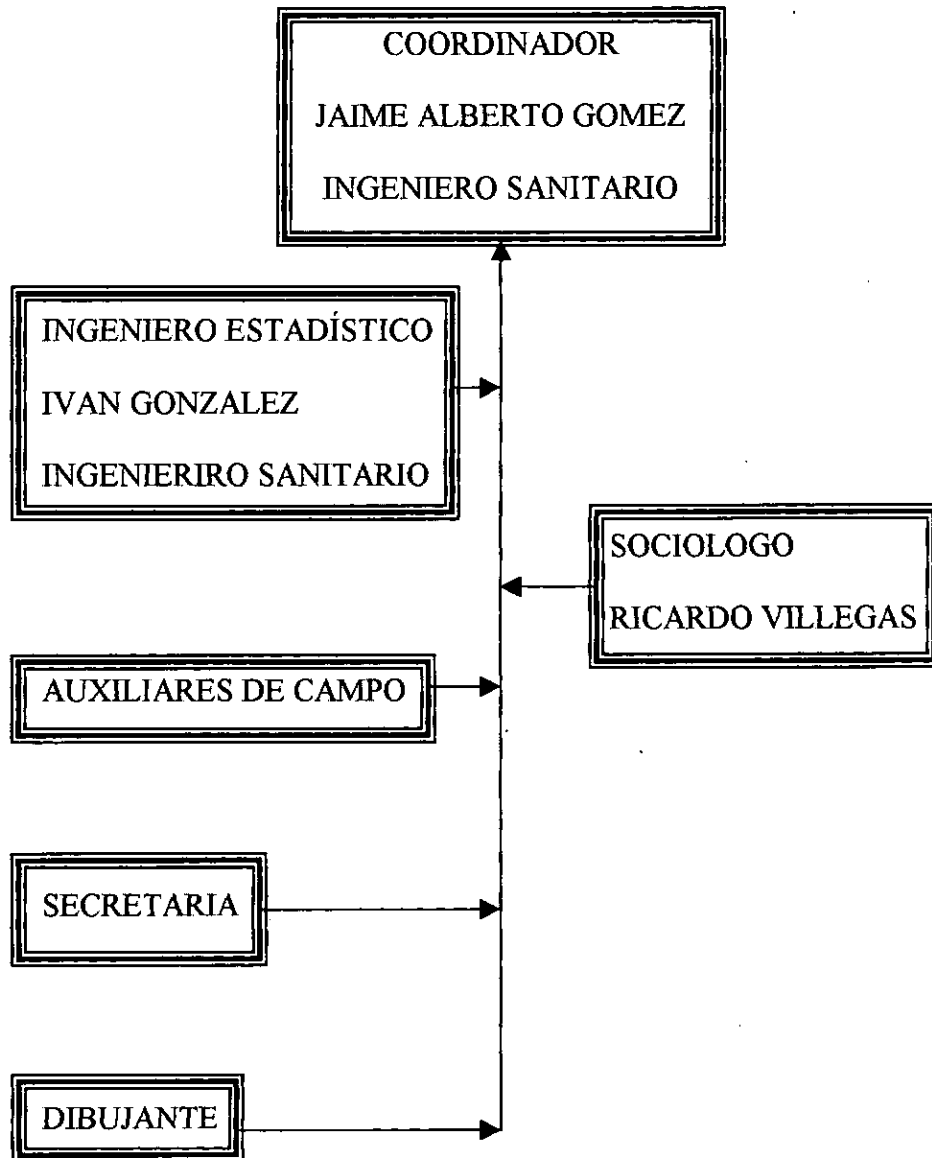 COORDINADOR
JAIME ALBERTO GOMEZ
INGENIERO SANITARIO
INGENIERO ESTADÍSTICO
IVAN GONZALEZ
INGENIERIRO SANITARIO
SOCIOLOGO
RICARDO VILLEGAS
AUXILIARES DE CAMPO
SECRETARIA
DIBUJANTE